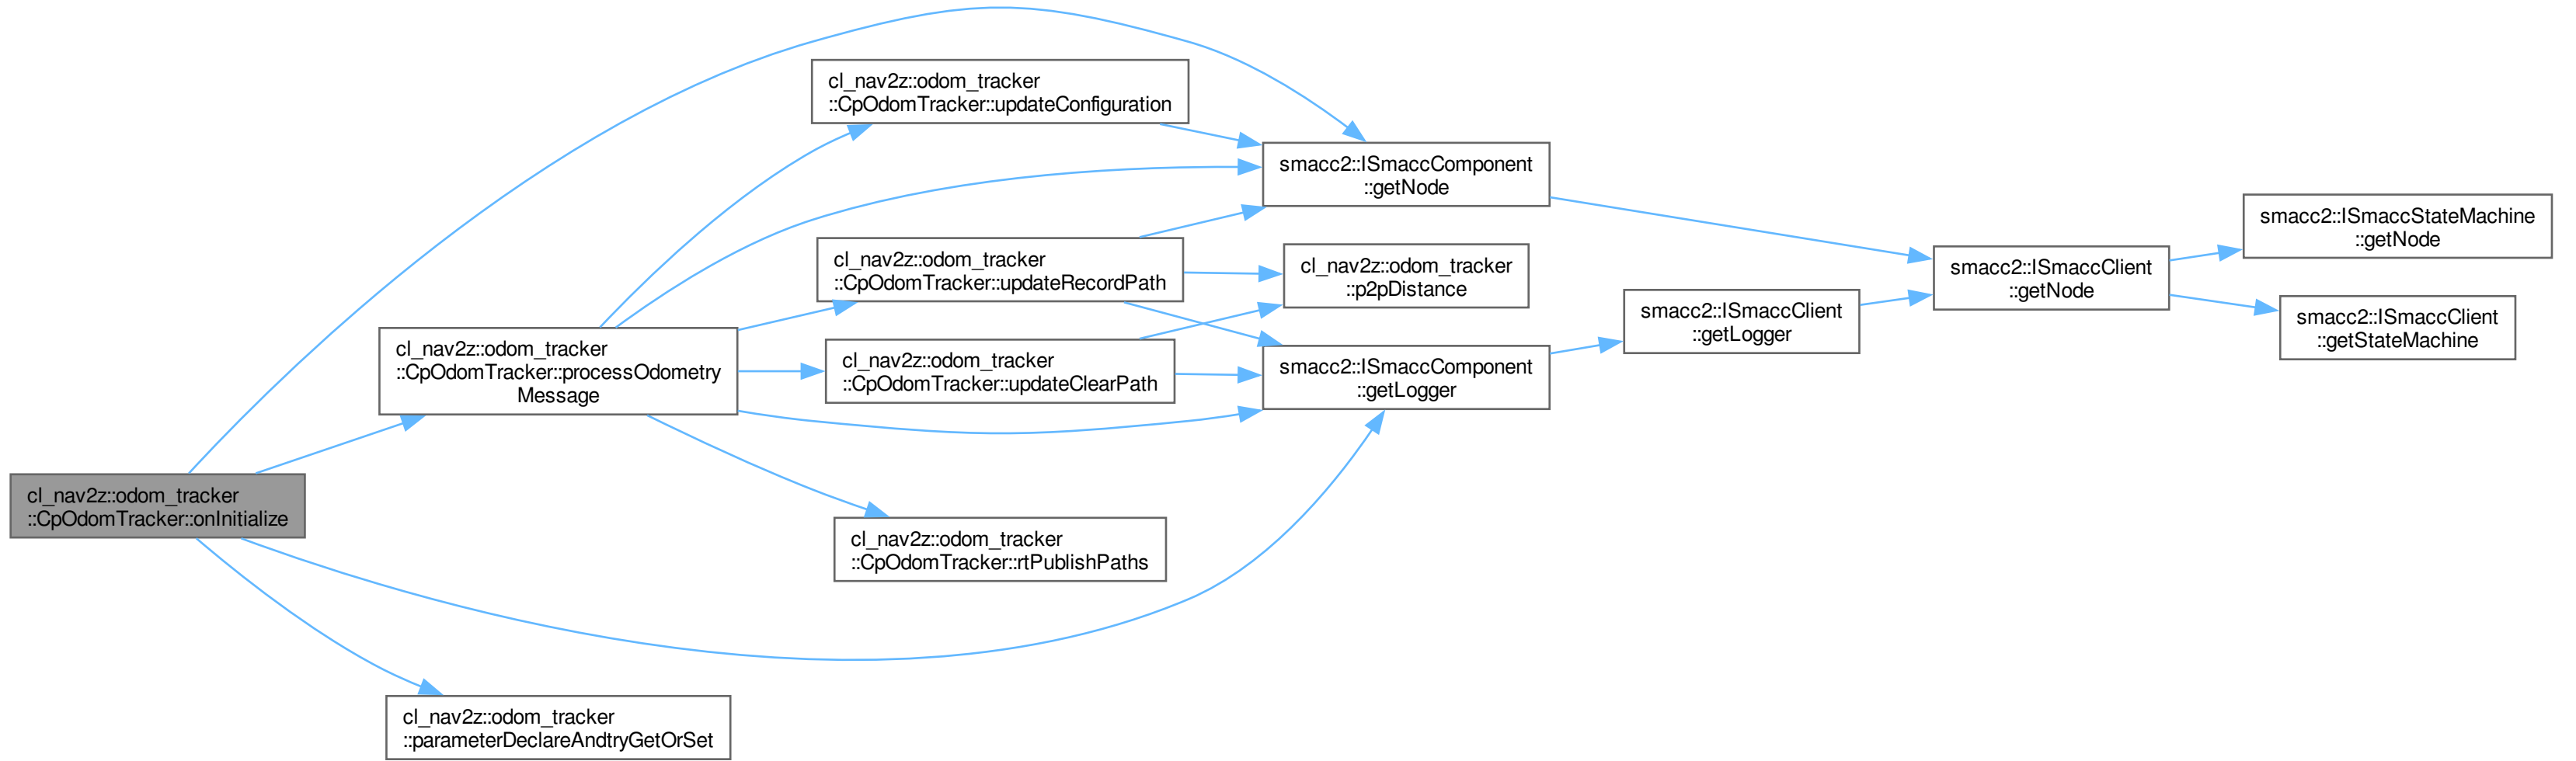 cl_nav2z::odom_tracker
::CpOdomTracker::onInitialize
cl_nav2z::odom_tracker
::CpOdomTracker::processOdometry
Message
cl_nav2z::odom_tracker
::parameterDeclareAndtryGetOrSet
cl_nav2z::odom_tracker
::CpOdomTracker::updateConfiguration
cl_nav2z::odom_tracker
::CpOdomTracker::updateRecordPath
cl_nav2z::odom_tracker
::CpOdomTracker::updateClearPath
cl_nav2z::odom_tracker
::CpOdomTracker::rtPublishPaths
smacc2::ISmaccComponent
::getNode
cl_nav2z::odom_tracker
::p2pDistance
smacc2::ISmaccComponent
::getLogger
smacc2::ISmaccClient
::getLogger
smacc2::ISmaccClient
::getNode
smacc2::ISmaccStateMachine
::getNode
smacc2::ISmaccClient
::getStateMachine